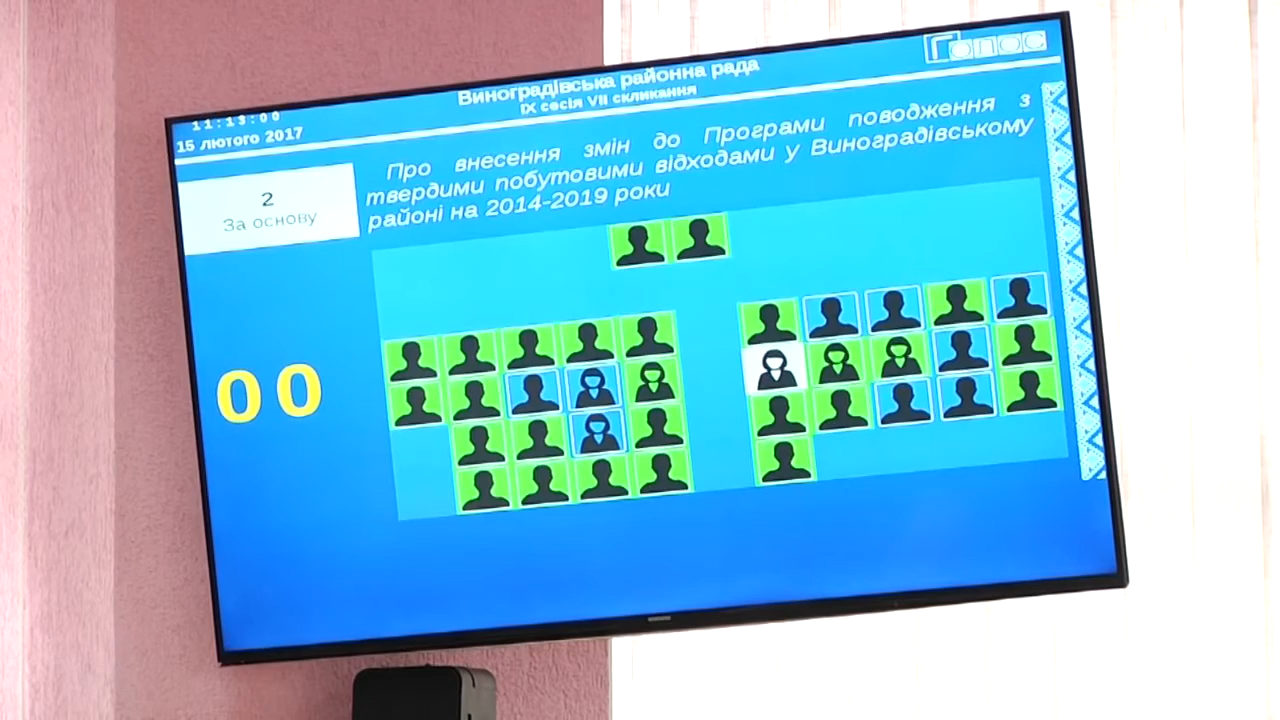 Голос
Виноградівська районна рада
IX сесія VII скликання
11:13:00
15 лютого 2017
2
За основу
Про внесення змін до Програми поводження з
твердими побутовими відходами у Виноградівському
районі на 2014-2019 роки
00